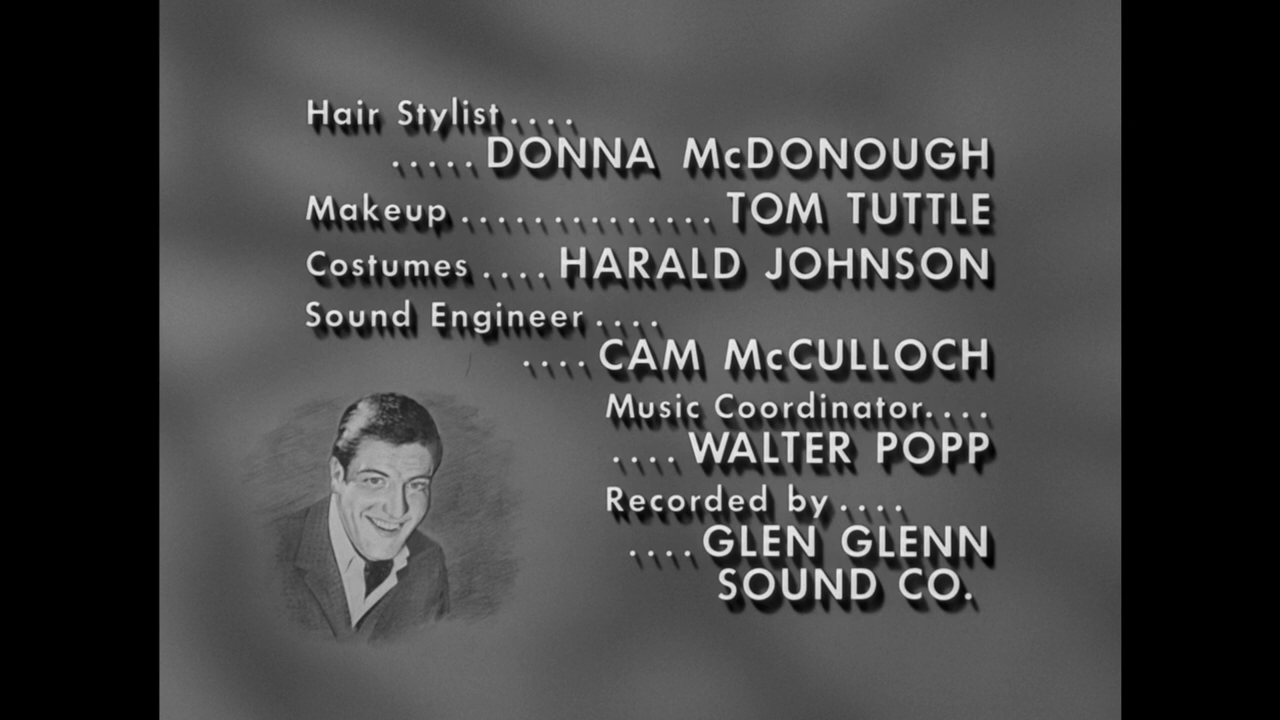 Hair Stylist....
.....DONNA McDONOUGH
Makeup..............TOM TUTTLE
Costumes....HARALD JOHNSON
Sound Engineer....
....CAM McCULLOCH
Music Coordinator....
....WALTER POPP
Recorded by....
....GLEN GLENN
SOUND CO.